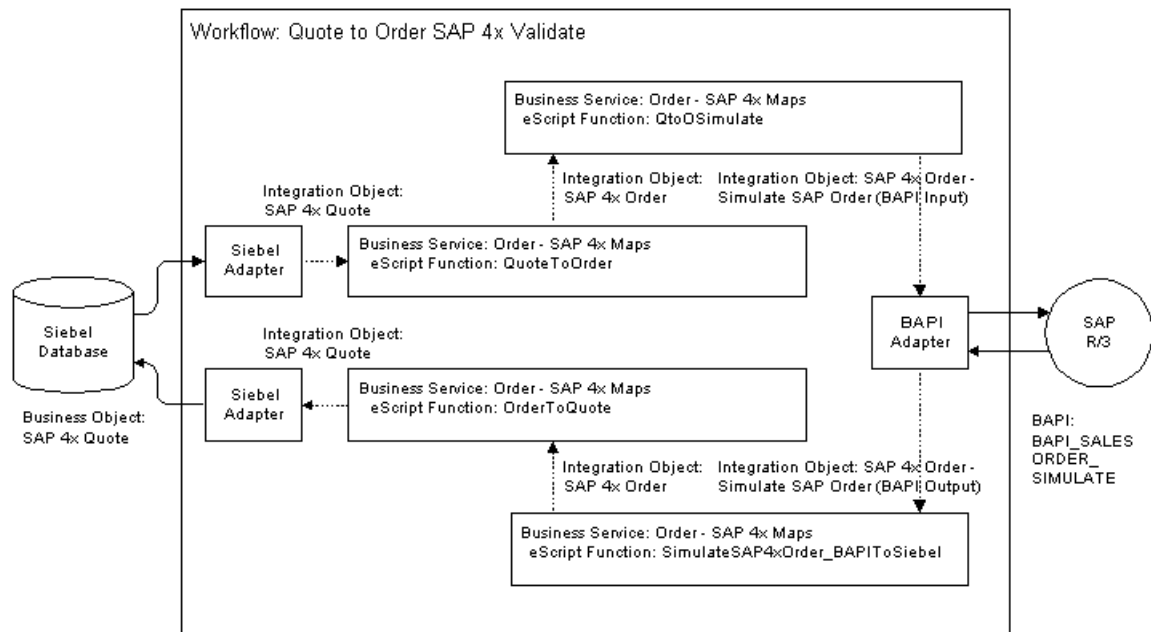 Workflow: Quote to Order SAP 4x Validate
Business Service: Order - SAP 4x Maps
eScript Function: QtoOSimulate
Integration Object:
SAP 4x Quote
Integration Object:
SAP 4x Order
Integration Object: SAP 4x Order -
Simulate SAP Order (BAPI Input)
Siebel
Adapter
Business Service: Order - SAP 4x Maps
eScript Function: QuoteToOrder
Siebel
Database
BAPI
Adapter
SAP
R/3
Integration Object:
SAP 4x Quote
Siebel
Adapter
Business Service: Order - SAP 4x Maps
eScript Function: OrderToQuote
Business Object:
SAP 4x Quote
BAPI:
BAPI_SALES
ORDER_
SIMULATE
Integration Object:
SAP 4x Order
Integration Object: SAP 4x Order -
Simulate SAP Order (BAPI Output)
Business Service: Order - SAP 4x Maps
eScript Function: SimulateSAP4xOrder_BAPIToSiebel